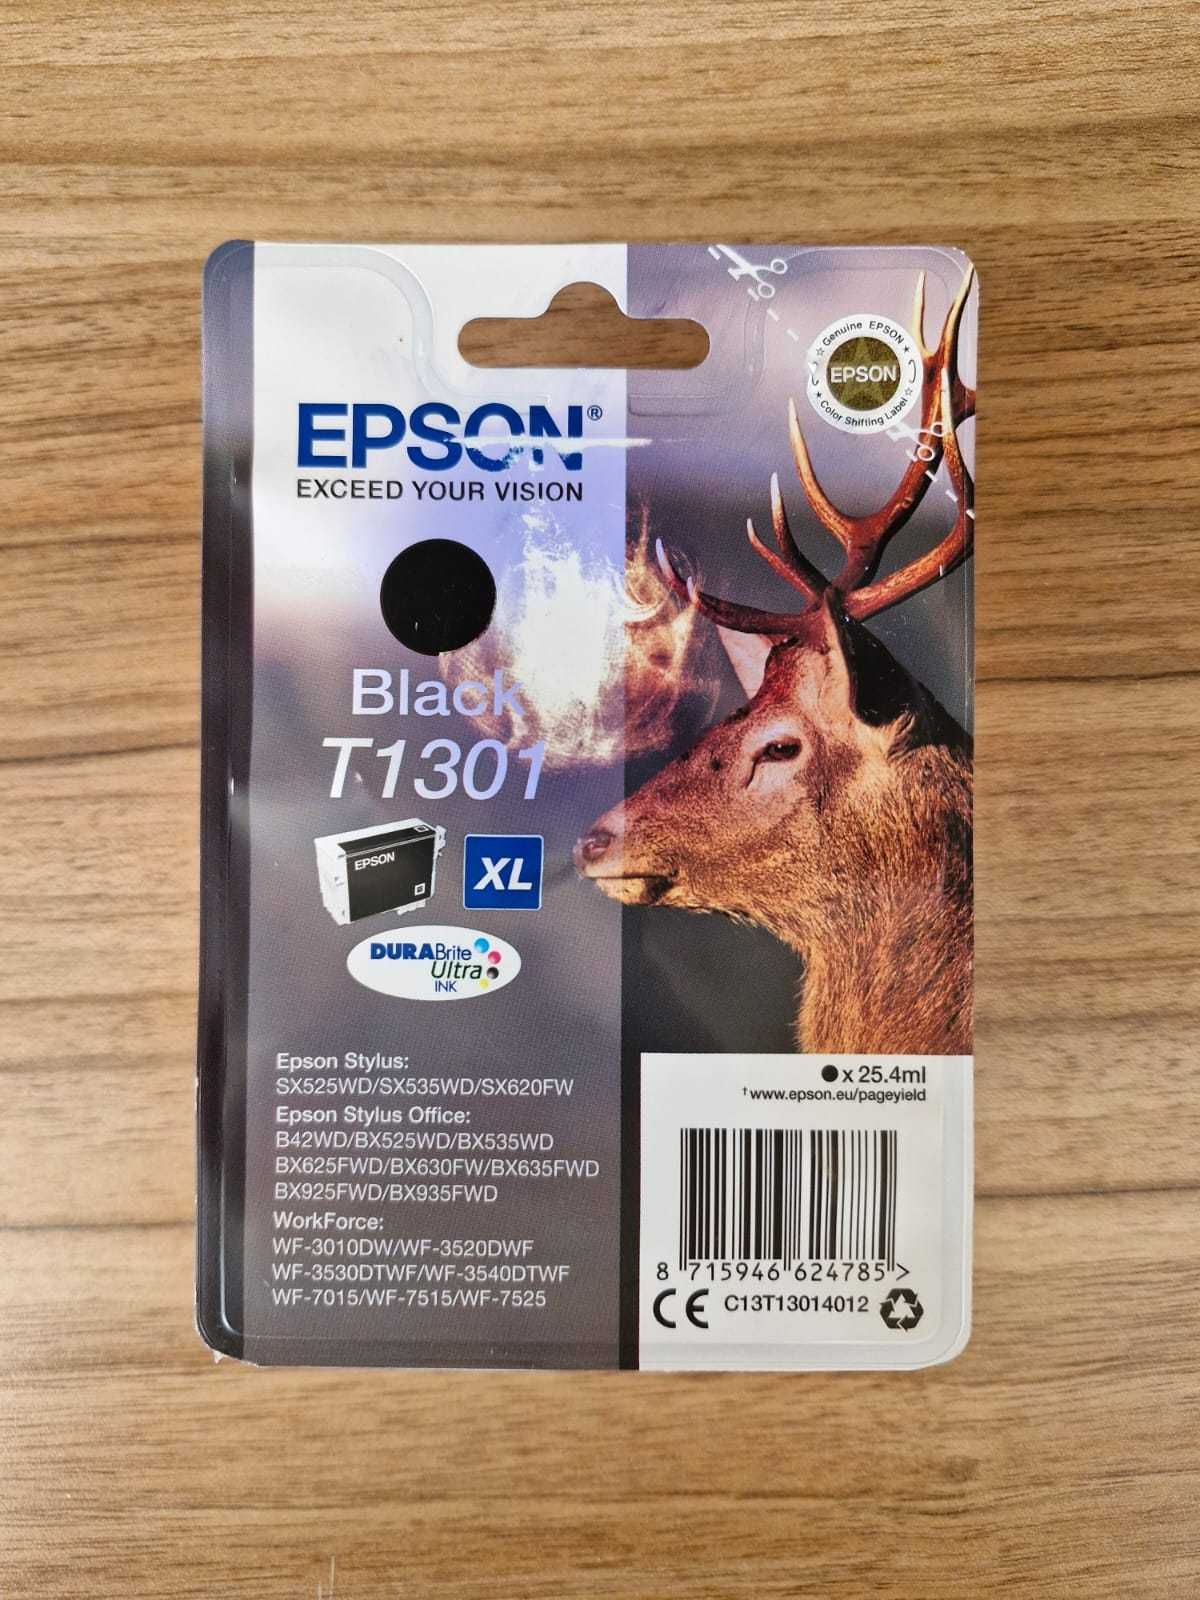 Genuine EPSON
EPSON
Color Shifting Label
EPSON®
EXCEED YOUR VISION
Black
T1301
EPSON
XL
DURABrite
Ultra
INK
Epson Stylus:
SX525WD/SX535WD/SX620FW
Epson Stylus Office:
B42WD/BX525WD/BX535WD
BX625FWD/BX630FW/BX635FWD
BX925FWD/BX935FWD
WorkForce:
WF-3010DW/WF-3520DWF
WF-3530DTWF/WF-3540DTWF
WF-7015/WF-7515/WF-7525
x 25.4ml
†www.epson.eu/pageyield
8 715946 624785 >
CE C13T13014012